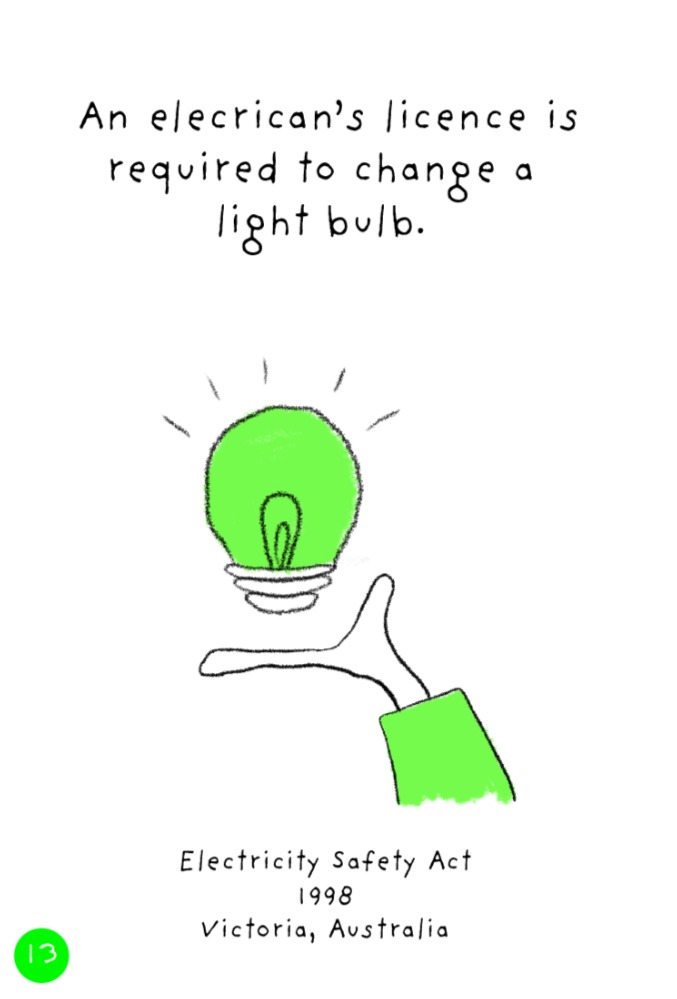 An elecrican's licence is
required to change a
light bulb.
Electricity Safety Act
1998
Victoria, Australia
13